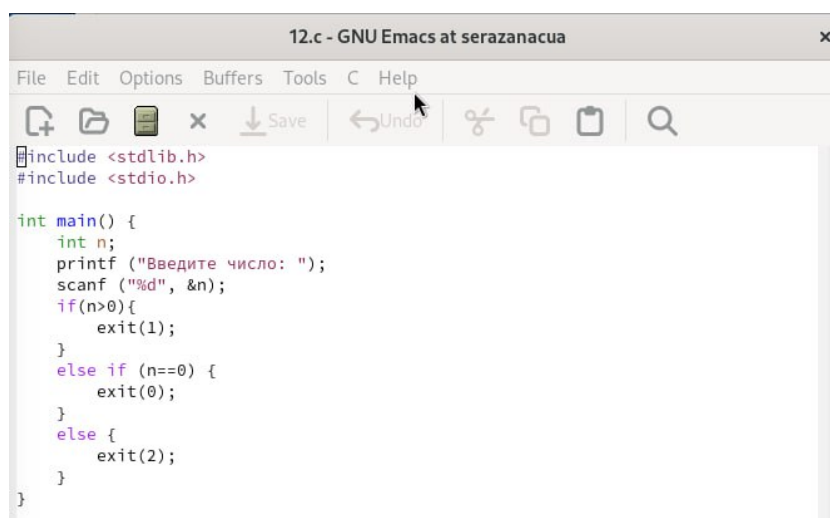 12.c - GNU Emacs at serazanacua
File Edit Options Buffers Tools C Help
Save Undo
#include <stdlib.h>
#include <stdio.h>
int main() {
    int n;
    printf ("Введите число: ");
    scanf ("%d", &n);
    if(n>0){
        exit(1);
    }
    else if (n==0) {
        exit(0);
    }
    else {
        exit(2);
    }
}